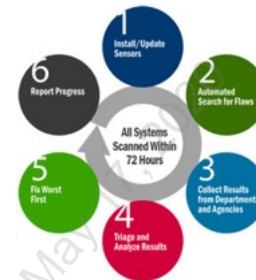 1
Install/Update
Sensors
2
Automated
Search for Flaws
3
Collect Results
from Department
and Agencies
4
Triage and
Analyze Results
5
Fix Worst
First
6
Report Progress
All Systems
Scanned Within
72 Hours